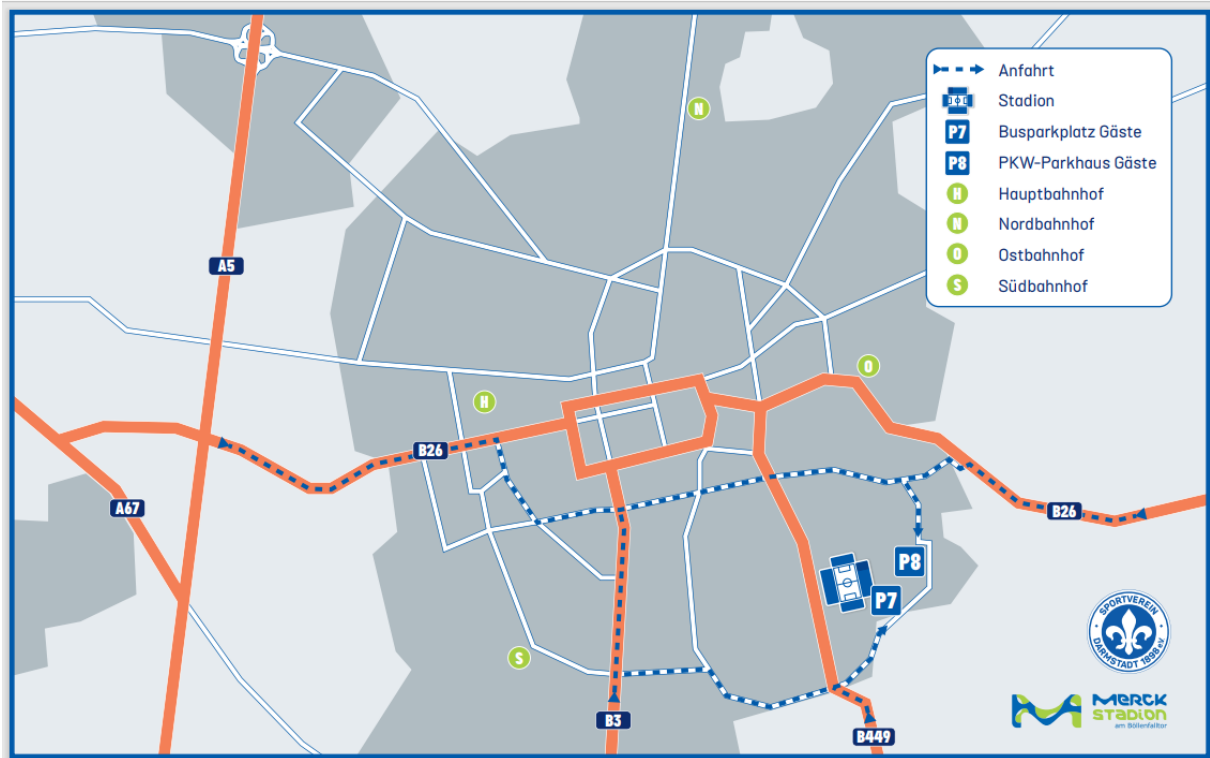 Anfahrt
Stadion
P7 Busparkplatz Gäste
P8 PKW-Parkhaus Gäste
H Hauptbahnhof
N Nordbahnhof
O Ostbahnhof
S Südbahnhof
N
A5
O
H
B26
A67
B26
P8
P7
S
B3
B449
SPORTVEREIN
DARMSTADT 1898 e.V.
MERCK
STADION
am Böllenfalltor